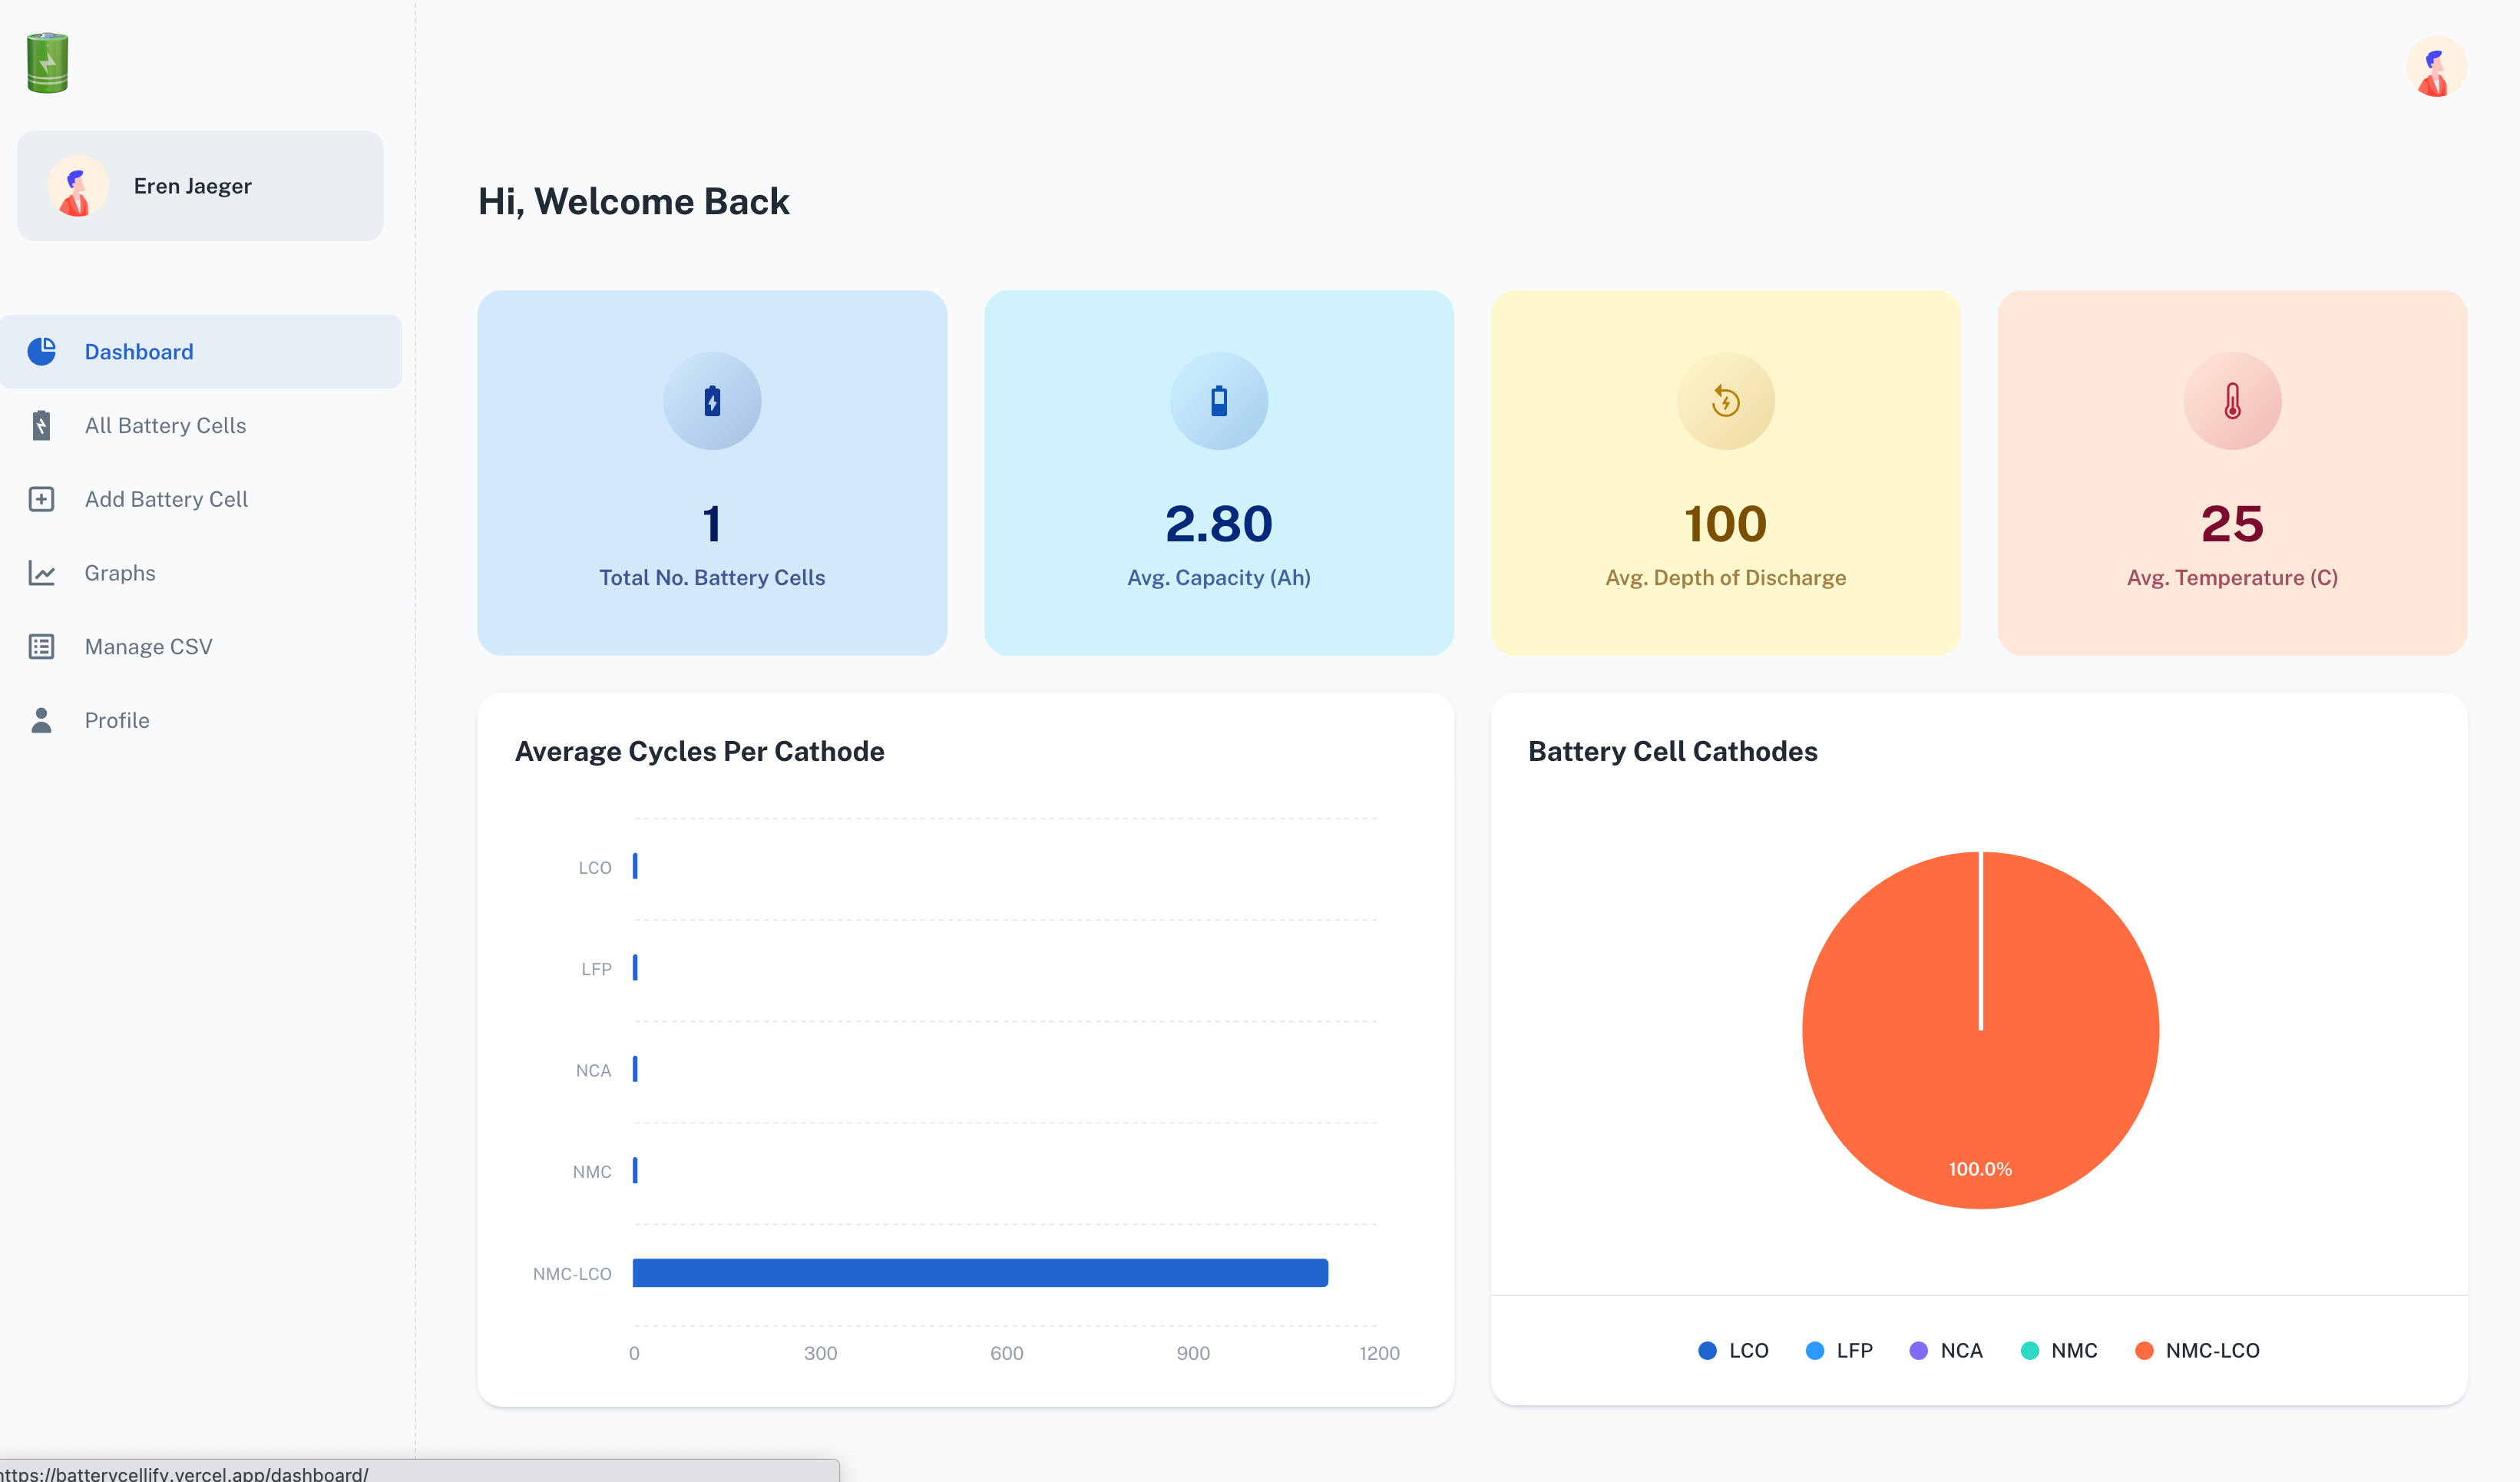 Eren Jaeger
Dashboard
All Battery Cells
Add Battery Cell
Graphs
Manage CSV
Profile
Hi, Welcome Back
1
Total No. Battery Cells
2.80
Avg. Capacity (Ah)
100
Avg. Depth of Discharge
25
Avg. Temperature (C)
Average Cycles Per Cathode
LCO
LFP
NCA
NMC
NMC-LCO
0 300 600 900 1200
Battery Cell Cathodes
100.0%
LCO LFP NCA NMC NMC-LCO
https://batterycellify.vercel.app/dashboard/